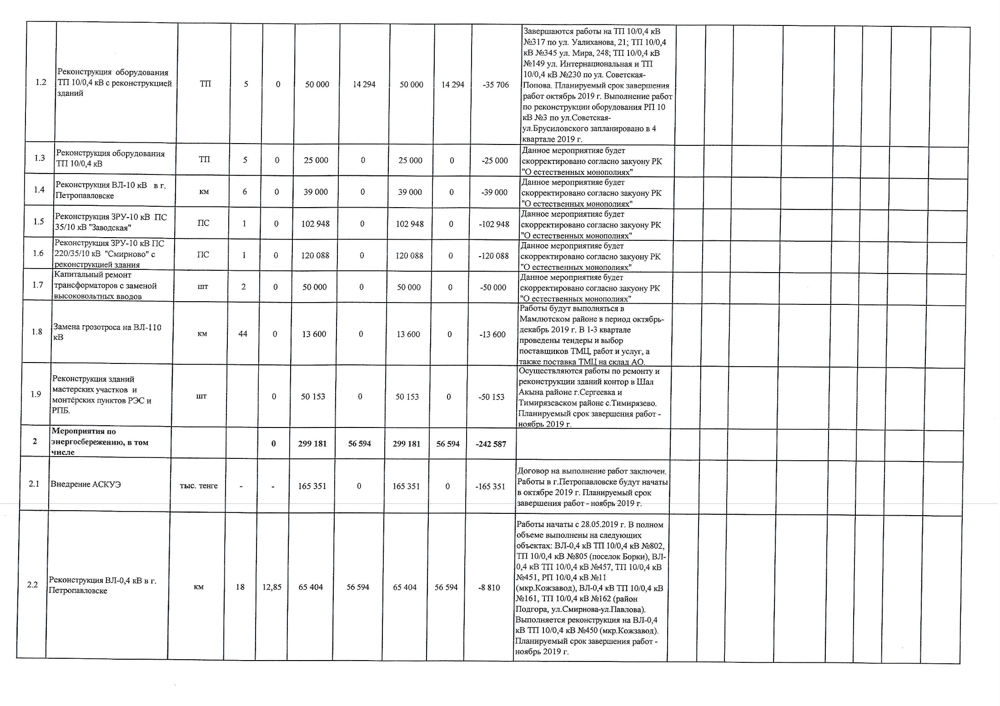 1.2
Реконструкция оборудования
ТП 10/0,4 кВ с реконструкцией
зданий
ТП
5
0
50 000
14 294
50 000
14 294
-35 706
Завершаются работы на ТП 10/0,4 кВ
№317 по ул. Уалиханова, 21; ТП 10/0,4
кВ №345 ул. Мира, 248; ТП 10/0,4 кВ
№149 ул. Интернациональная и ТП
10/0,4 кВ №230 по ул. Советская-
Попова. Планируемый срок завершения
работ октябрь 2019 г. Выполнение работ
по реконструкции оборудования РП 10
кВ №3 по ул.Советская-
ул.Брусиловского запланировано в 4
квартале 2019 г.
1.3
Реконструкция оборудования
ТП 10/0,4 кВ
ТП
5
0
25 000
0
25 000
0
-25 000
Данное мероприятияе будет
скорректировано согласно закуону РК
"О естественных монополиях"
1.4
Реконструкция ВЛ-10 кВ в г.
Петропавловске
км
6
0
39 000
0
39 000
0
-39 000
Данное мероприятияе будет
скорректировано согласно закуону РК
"О естественных монополиях"
1.5
Реконструкция ЗРУ-10 кВ ПС
35/10 кВ "Заводская"
ПС
1
0
102 948
0
102 948
0
-102 948
Данное мероприятияе будет
скорректировано согласно закуону РК
"О естественных монополиях"
1.6
Реконструкция ЗРУ-10 кВ ПС
220/35/10 кВ "Смирново" с
реконструкцией здания
ПС
1
0
120 088
0
120 088
0
-120 088
Данное мероприятияе будет
скорректировано согласно закуону РК
"О естественных монополиях"
1.7
Капитальный ремонт
трансформаторов с заменой
высоковольтных вводов
шт
2
0
50 000
0
50 000
0
-50 000
Данное мероприятияе будет
скорректировано согласно закуону РК
"О естественных монополиях"
1.8
Замена грозотроса на ВЛ-110
кВ
км
44
0
13 600
0
13 600
0
-13 600
Работы будут выполняться в
Мамлютском районе в период октябрь-
декабрь 2019 г. В 1-3 квартале
проведены тендеры и выбор
поставщиков ТМЦ, работ и услуг, а
также поставка ТМЦ на склад АО.
1.9
Реконструкция зданий
мастерских участков и
монтёрских пунктов РЭС и
РПБ.
шт
0
50 153
0
50 153
0
-50 153
Осуществляются работы по ремонту и
реконструкции зданий контор в Шал
Акына районе г.Сергеевка и
Тимирязевском районе с.Тимирязево.
Планируемый срок завершения работ -
ноябрь 2019 г.
2
Мероприятия по
энергосбережению, в том
числе
0
299 181
56 594
299 181
56 594
-242 587
2.1
Внедрение АСКУЭ
тыс. тенге
-
-
165 351
0
165 351
0
-165 351
Договор на выполнение работ заключен.
Работы в г.Петропавловске будут начаты
в октябре 2019 г. Планируемый срок
завершения работ - ноябрь 2019 г.
2.2
Реконструкция ВЛ-0,4 кВ в г.
Петропавловске
км
18
12,85
65 404
56 594
65 404
56 594
-8 810
Работы начаты с 28.05.2019 г. В полном
объеме выполнены на следующих
объектах: ВЛ-0,4 кВ ТП 10/0,4 кВ №802,
ТП 10/0,4 кВ №805 (поселок Борки), ВЛ-
0,4 кВ ТП 10/0,4 кВ №457, ТП 10/0,4 кВ
№451, РП 10/0,4 кВ №11
(мкр.Кожзавод), ВЛ-0,4 кВ ТП 10/0,4 кВ
№161, ТП 10/0,4 кВ №162 (район
Подгора, ул.Смирнова-ул.Павлова).
Выполняется реконструкция на ВЛ-0,4
кВ ТП 10/0,4 кВ №450 (мкр.Кожзавод).
Планируемый срок завершения работ -
ноябрь 2019 г.